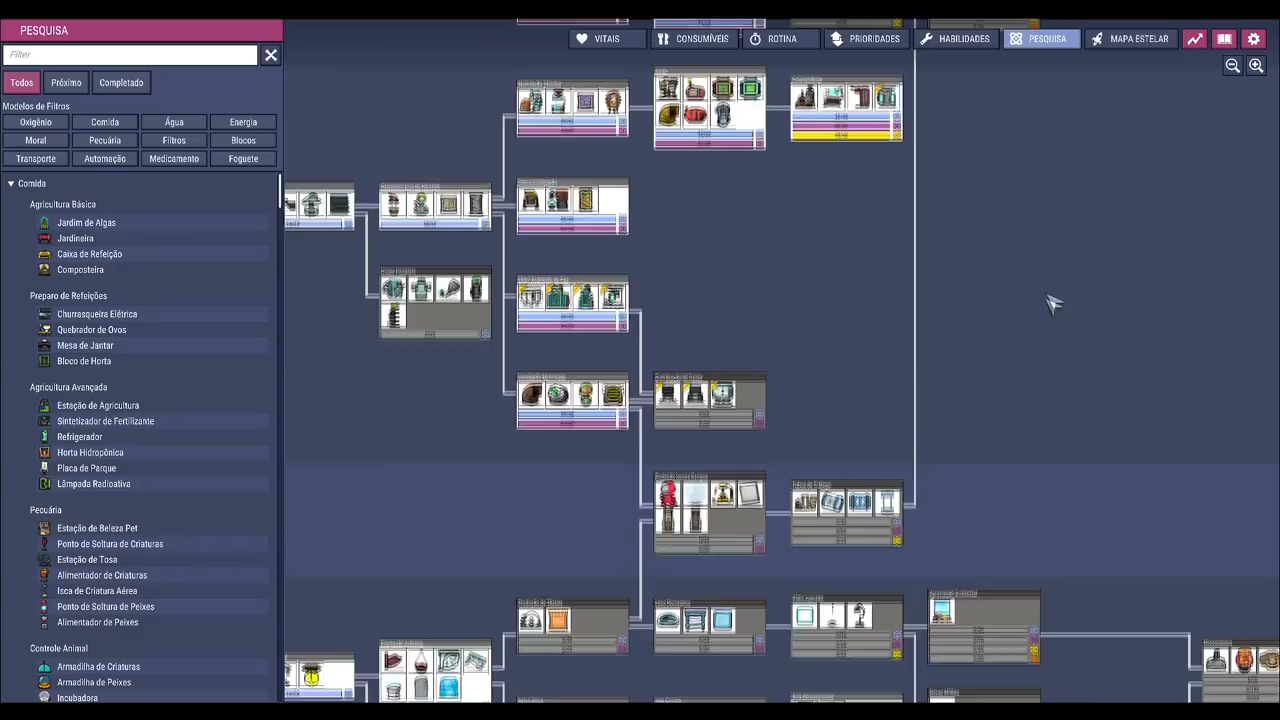 PESQUISA
VITAIS
CONSUMÍVEIS
ROTINA
PRIORIDADES
HABILIDADES
PESQUISA
MAPA ESTELAR
Filter
Todos
Próximo
Completado
Modelos de Filtros
Oxigênio
Comida
Água
Energia
Moral
Pecuária
Filtros
Blocos
Transporte
Automação
Medicamento
Foguete
Comida
Agricultura Básica
Jardim de Algas
Jardineira
Caixa de Refeição
Composteira
Preparo de Refeições
Churrasqueira Elétrica
Quebrador de Ovos
Mesa de Jantar
Bloco de Horta
Agricultura Avançada
Estação de Agricultura
Sintetizador de Fertilizante
Refrigerador
Horta Hidropônica
Placa de Parque
Lâmpada Radioativa
Pecuária
Estação de Beleza Pet
Ponto de Soltura de Criaturas
Estação de Tosa
Alimentador de Criaturas
Isca de Criatura Aérea
Ponto de Soltura de Peixes
Alimentador de Peixes
Controle Animal
Armadilha de Criaturas
Armadilha de Peixes
Incubadora